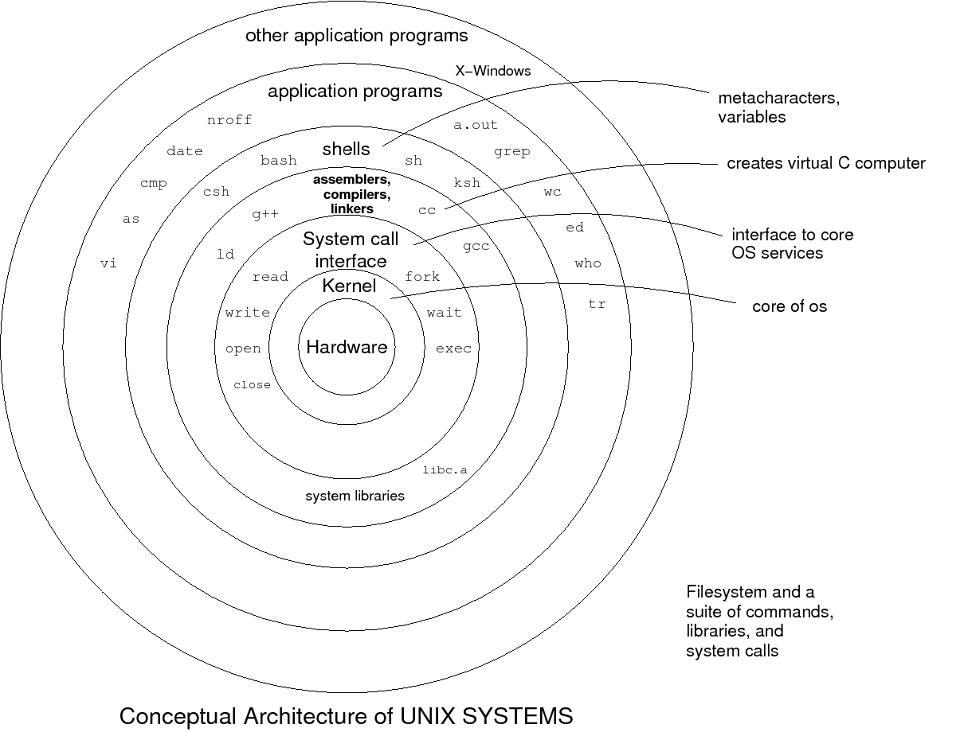 other application programs
X–Windows
application programs
metacharacters,
variables
nroff
a.out
date
shells
grep
bash
sh
creates virtual C computer
cmp
csh
assemblers,
compilers,
linkers
ksh
wc
as
g++
cc
ed
ld
System call
interface
gcc
interface to core
OS services
vi
read
fork
who
Kernel
write
wait
tr
core of os
open
Hardware
exec
close
libc.a
system libraries
Filesystem and a
suite of commands,
libraries, and
system calls
Conceptual Architecture of UNIX SYSTEMS